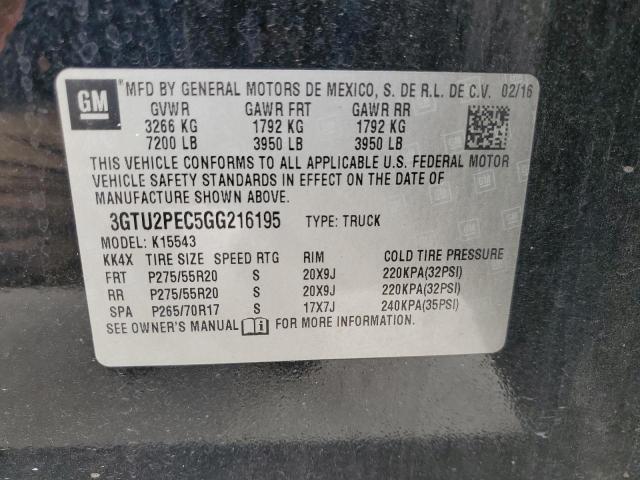 GM
MFD BY GENERAL MOTORS DE MEXICO, S. DE R.L. DE C.V. 02/16
GVWR GAWR FRT GAWR RR
3266 KG 1792 KG 1792 KG
7200 LB 3950 LB 3950 LB
THIS VEHICLE CONFORMS TO ALL APPLICABLE U.S. FEDERAL MOTOR
VEHICLE SAFETY STANDARDS IN EFFECT ON THE DATE OF
MANUFACTURE SHOWN ABOVE.
3GTU2PEC5GG216195 TYPE: TRUCK
MODEL: K15543
KK4X TIRE SIZE SPEED RTG RIM COLD TIRE PRESSURE
FRT P275/55R20 S 20X9J 220KPA(32PSI)
RR P275/55R20 S 20X9J 220KPA(32PSI)
SPA P265/70R17 S 17X7J 240KPA(35PSI)
SEE OWNER'S MANUAL FOR MORE INFORMATION.